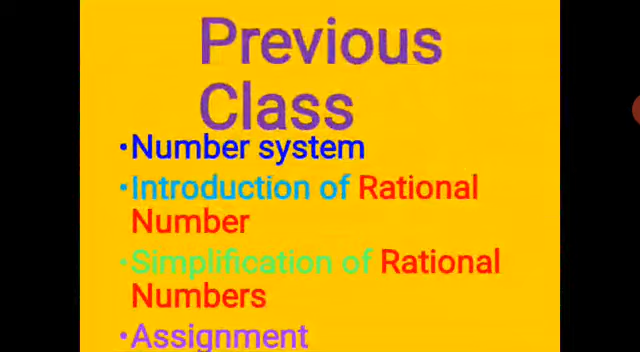 Previous
Class
•Number system
•Introduction of Rational
Number
•Simplification of Rational
Numbers
•Assignment